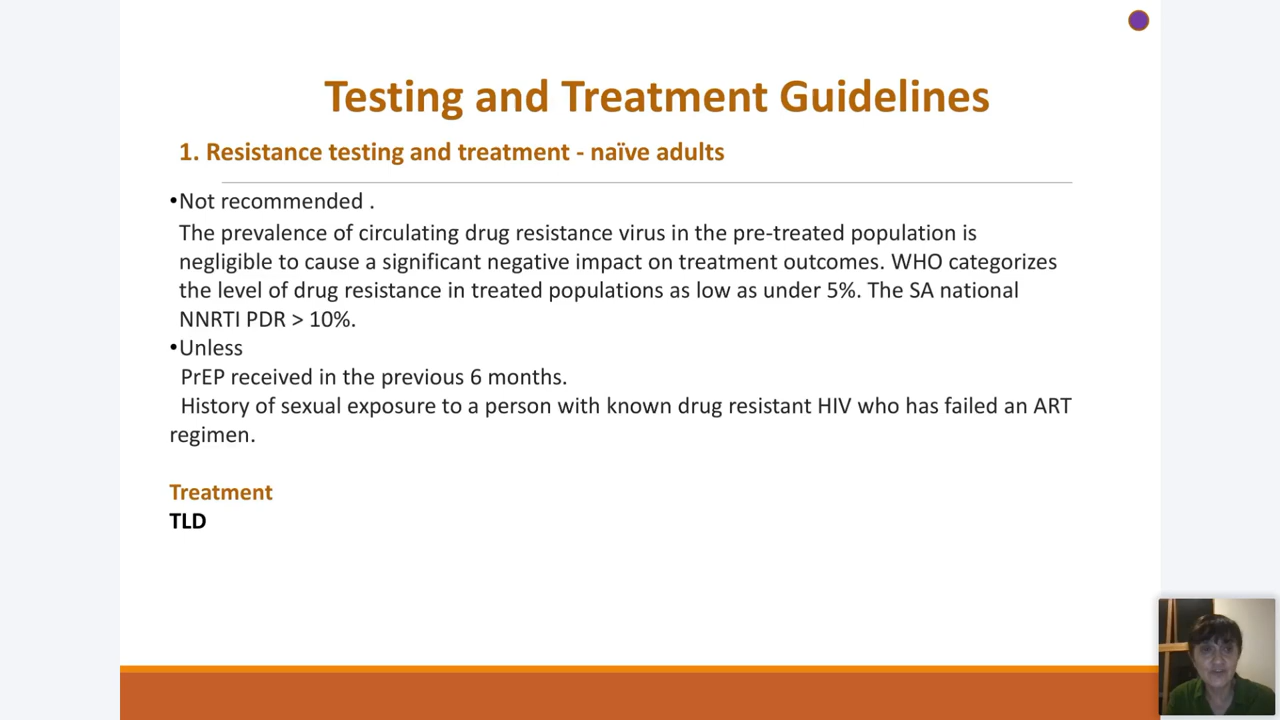 Testing and Treatment Guidelines
1. Resistance testing and treatment - naïve adults
•Not recommended .
The prevalence of circulating drug resistance virus in the pre-treated population is
negligible to cause a significant negative impact on treatment outcomes. WHO categorizes
the level of drug resistance in treated populations as low as under 5%. The SA national
NNRTI PDR > 10%.
•Unless
PrEP received in the previous 6 months.
History of sexual exposure to a person with known drug resistant HIV who has failed an ART
regimen.
Treatment
TLD